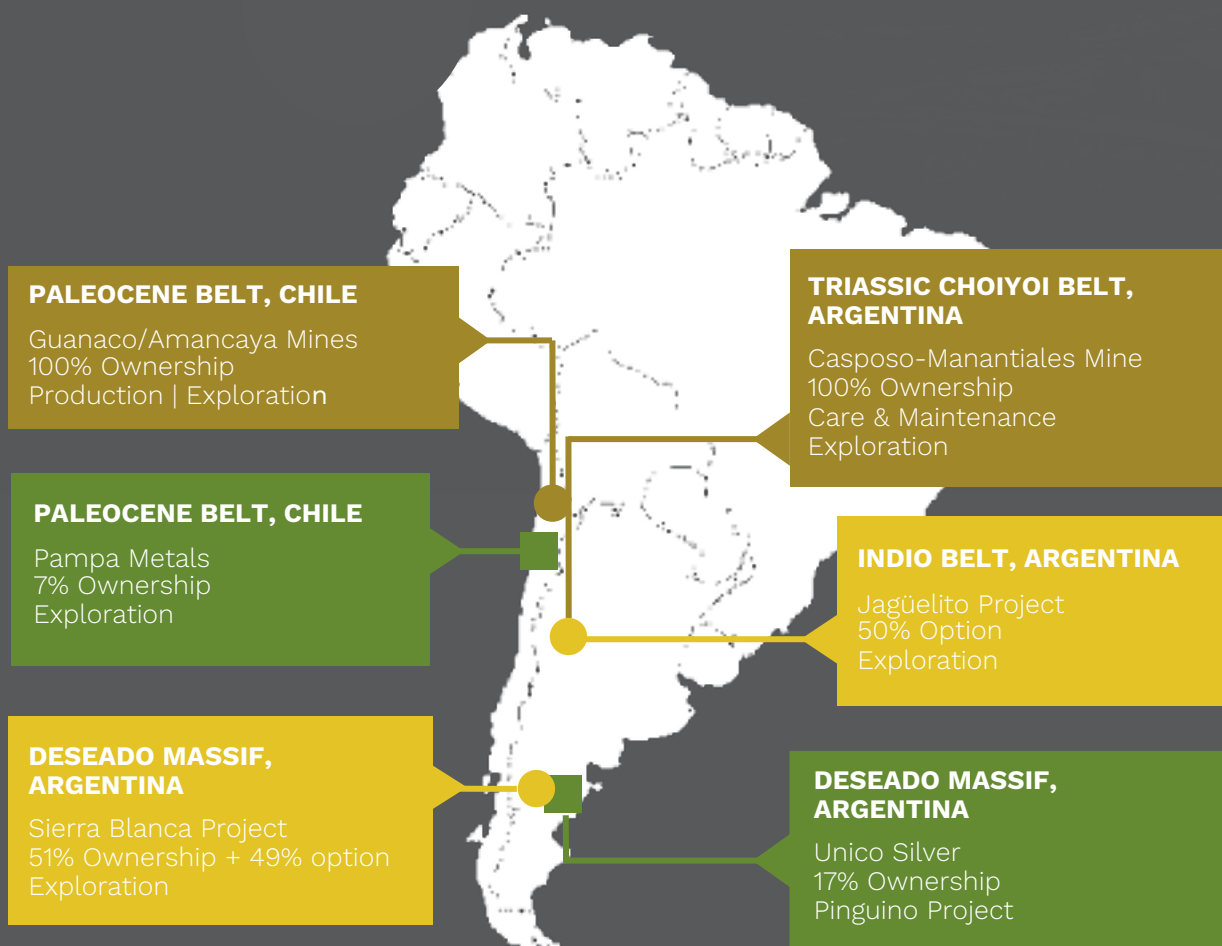 PALEOCENE BELT, CHILE
Guanaco/Amancaya Mines
100% Ownership
Production | Exploration
PALEOCENE BELT, CHILE
Pampa Metals
7% Ownership
Exploration
DESEADO MASSIF,
ARGENTINA
Sierra Blanca Project
51% Ownership + 49% option
Exploration
TRIASSIC CHOIYOI BELT,
ARGENTINA
Casposo-Manantiales Mine
100% Ownership
Care & Maintenance
Exploration
INDIO BELT, ARGENTINA
Jagüelito Project
50% Option
Exploration
DESEADO MASSIF,
ARGENTINA
Unico Silver
17% Ownership
Pinguino Project